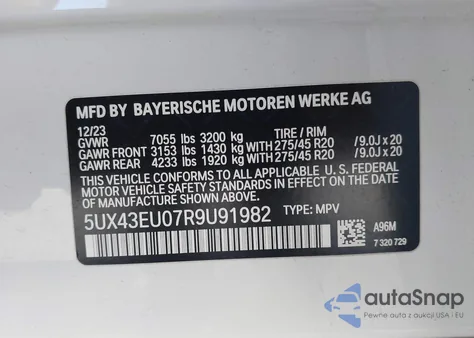 MFD BY BAYERISCHE MOTOREN WERKE AG
12/23
GVWR 7055 lbs 3200 kg TIRE / RIM
GAWR FRONT 3153 lbs 1430 kg WITH 275/45 R20 /9.0J x 20
GAWR REAR 4233 lbs 1920 kg WITH 275/45 R20 /9.0J x 20
THIS VEHICLE CONFORMS TO ALL APPLICABLE U. S. FEDERAL
MOTOR VEHICLE SAFETY STANDARDS IN EFFECT ON
THE DATE OF MANUFACTURE SHOWN ABOVE.
5UX43EU07R9U91982 TYPE: MPV
A96M
7 320 729
autoSnap
Pewne auta z aukcji USA i EU